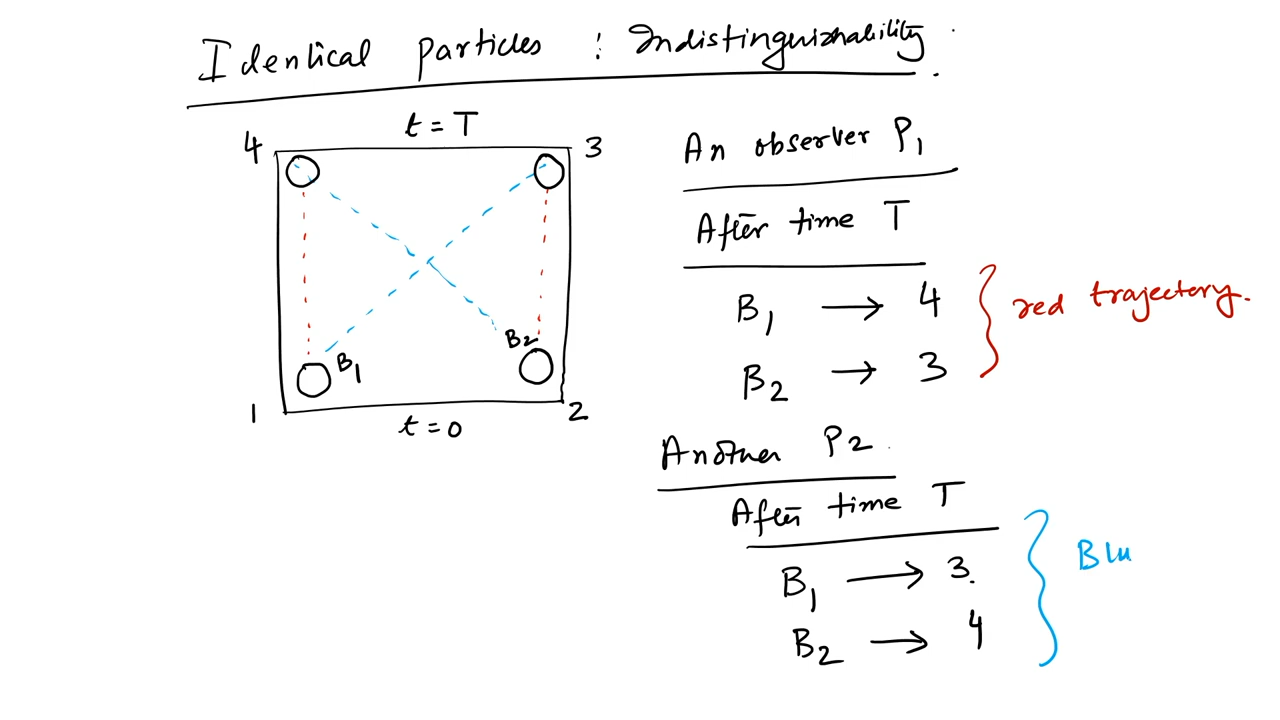 Identical particles : Indistinguishability.
t = T
4
3
B1
B2
1
2
t = 0
An observer P1
After time T
B1 → 4
B2 → 3
red trajectory.
Another P2
After time T
B1 → 3.
B2 → 4
Blu